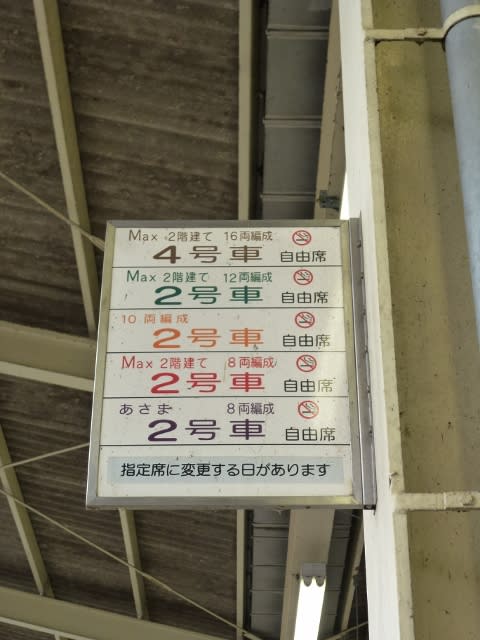 Max 2階建て 16両編成
4号車 自由席
Max 2階建て 12両編成
2号車 自由席
10両編成
2号車 自由席
Max 2階建て 8両編成
2号車 自由席
あさま 8両編成
2号車 自由席
指定席に変更する日があります